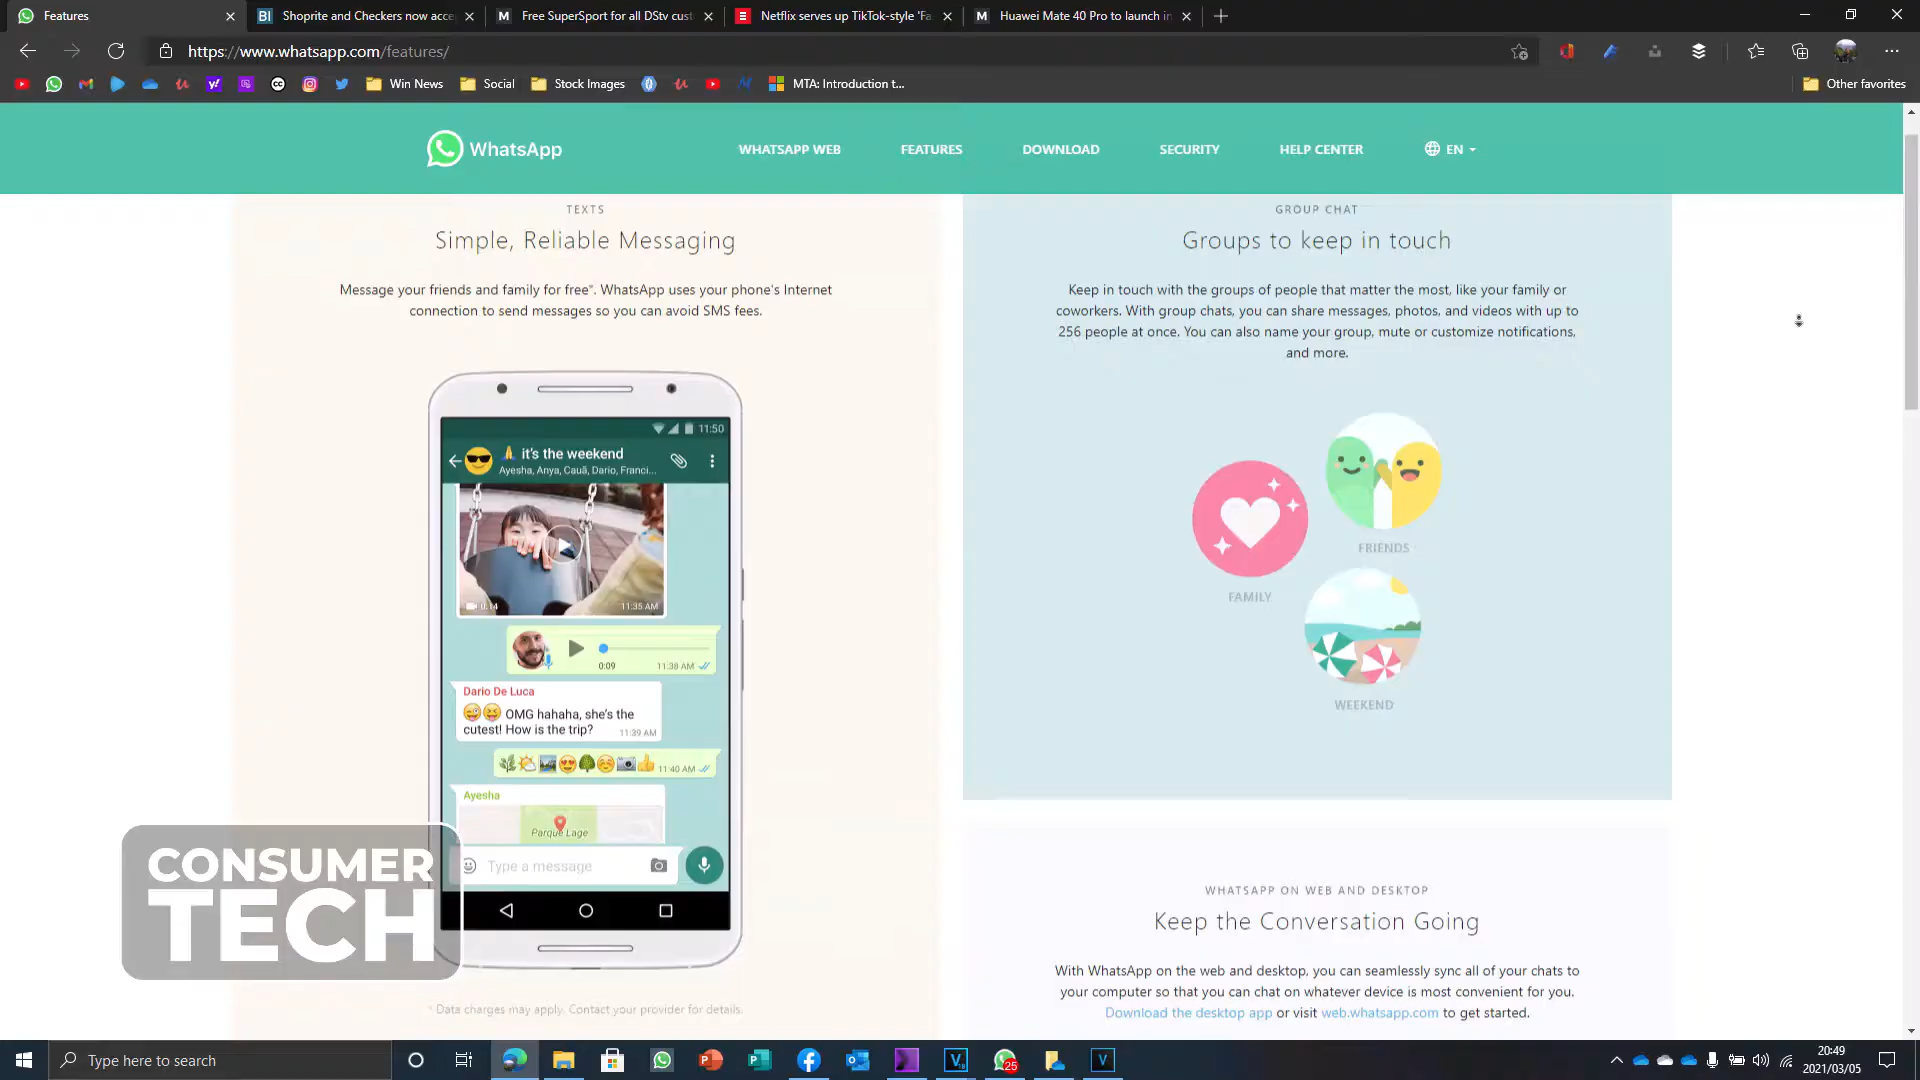 Features
Shoprite and Checkers now acce
Free SuperSport for all DStv cust
Netflix serves up TikTok-style 'Fa
Huawei Mate 40 Pro to launch in
https://www.whatsapp.com/features/
Win News
Social
Stock Images
MTA: Introduction t...
Other favorites
WhatsApp
WHATSAPP WEB
FEATURES
DOWNLOAD
SECURITY
HELP CENTER
EN
TEXTS
Simple, Reliable Messaging
Message your friends and family for free*. WhatsApp uses your phone's Internet
connection to send messages so you can avoid SMS fees.
11:50
it's the weekend
Ayesha, Anya, Cauã, Dario, Franci...
0:14
11:35 AM
0:09
11:38 AM
Dario De Luca
OMG hahaha, she's the
cutest! How is the trip?
11:39 AM
11:40 AM
Ayesha
Parque Lage
Type a message
* Data charges may apply. Contact your provider for details.
GROUP CHAT
Groups to keep in touch
Keep in touch with the groups of people that matter the most, like your family or
coworkers. With group chats, you can share messages, photos, and videos with up to
256 people at once. You can also name your group, mute or customize notifications,
and more.
FRIENDS
FAMILY
WEEKEND
WHATSAPP ON WEB AND DESKTOP
Keep the Conversation Going
With WhatsApp on the web and desktop, you can seamlessly sync all of your chats to
your computer so that you can chat on whatever device is most convenient for you.
Download the desktop app or visit web.whatsapp.com to get started.
CONSUMER
TECH
Type here to search
25
20:49
2021/03/05